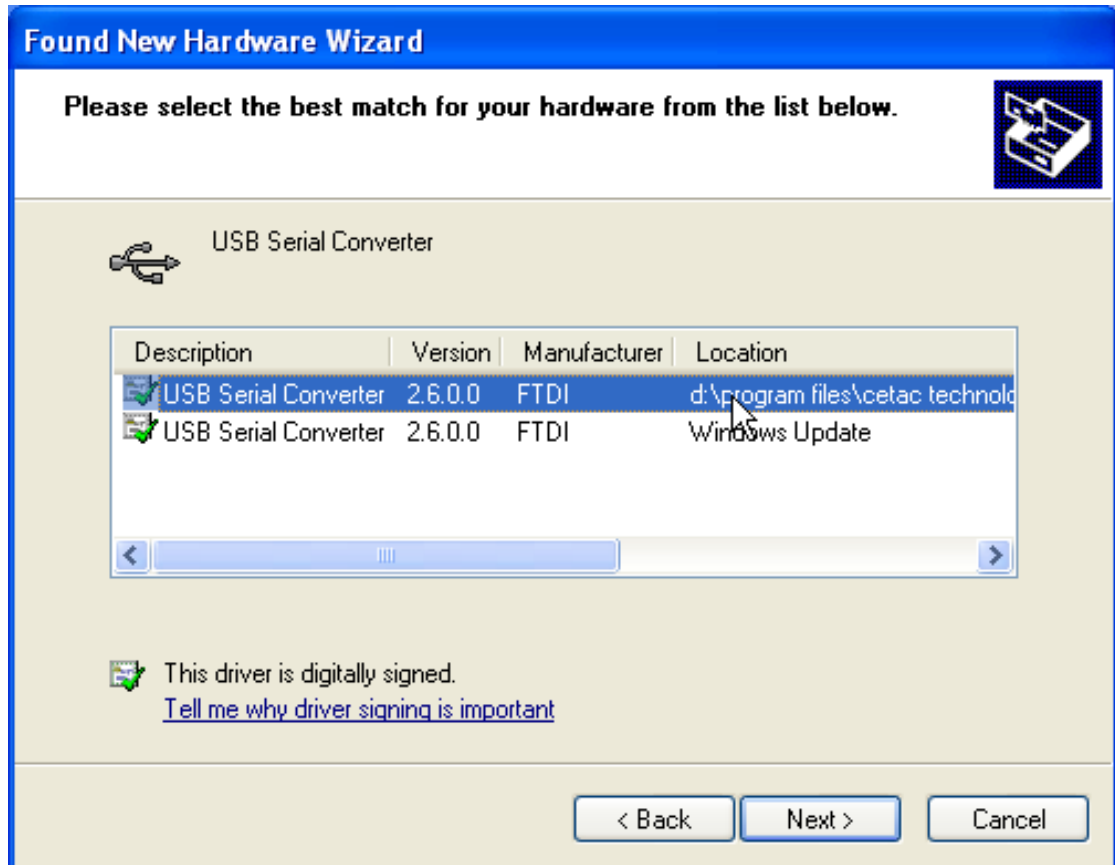 Found New Hardware Wizard
Please select the best match for your hardware from the list below.
USB Serial Converter
Description Version Manufacturer Location
USB Serial Converter 2.6.0.0 FTDI d:\program files\cetac technolo
USB Serial Converter 2.6.0.0 FTDI Windows Update
This driver is digitally signed.
Tell me why driver signing is important
< Back Next > Cancel